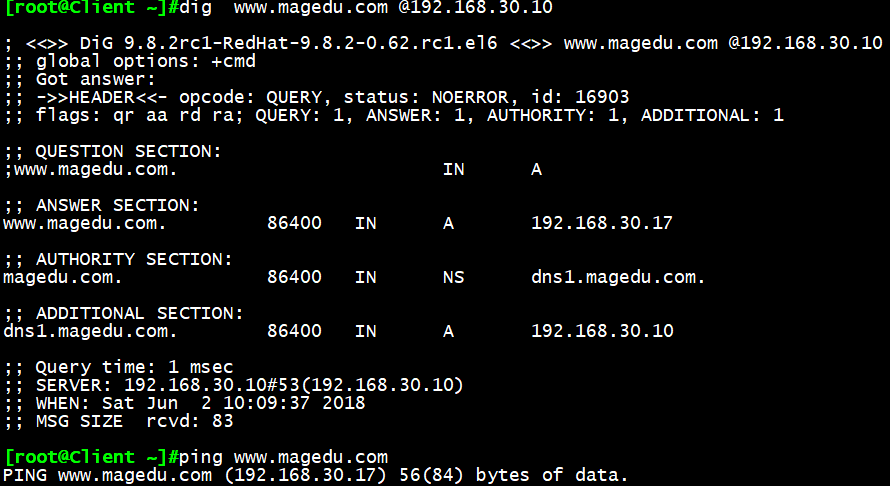 [root@Client ~]#dig  www.magedu.com @192.168.30.10
; <<>> DiG 9.8.2rc1-RedHat-9.8.2-0.62.rc1.el6 <<>> www.magedu.com @192.168.30.10
;; global options: +cmd
;; Got answer:
;; ->>HEADER<<- opcode: QUERY, status: NOERROR, id: 16903
;; flags: qr aa rd ra; QUERY: 1, ANSWER: 1, AUTHORITY: 1, ADDITIONAL: 1
;; QUESTION SECTION:
;www.magedu.com. IN A
;; ANSWER SECTION:
www.magedu.com. 86400 IN A 192.168.30.17
;; AUTHORITY SECTION:
magedu.com. 86400 IN NS dns1.magedu.com.
;; ADDITIONAL SECTION:
dns1.magedu.com. 86400 IN A 192.168.30.10
;; Query time: 1 msec
;; SERVER: 192.168.30.10#53(192.168.30.10)
;; WHEN: Sat Jun  2 10:09:37 2018
;; MSG SIZE  rcvd: 83
[root@Client ~]#ping www.magedu.com
PING www.magedu.com (192.168.30.17) 56(84) bytes of data.